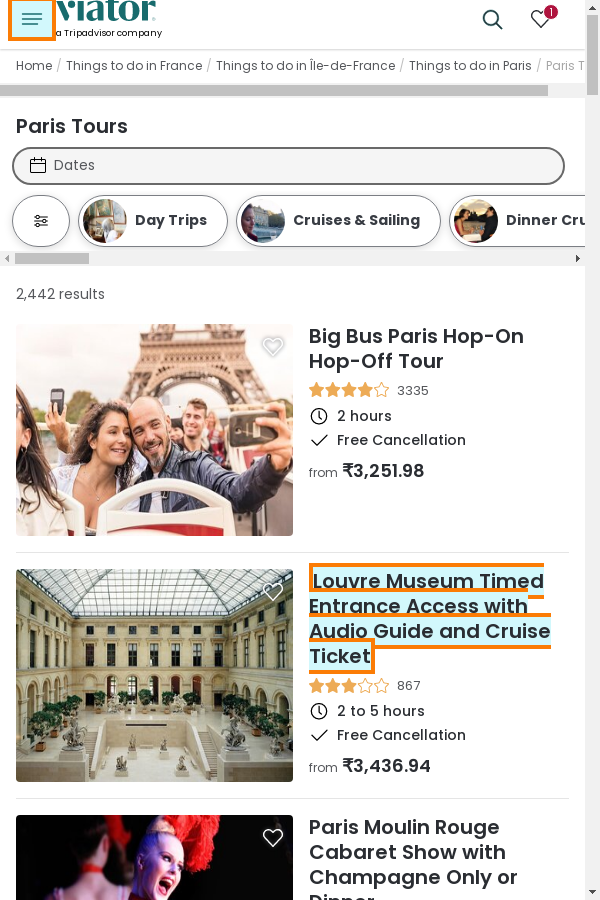 viator
1
a Tripadvisor company
Home / Things to do in France / Things to do in Île-de-France / Things to do in Paris / Paris T
Paris Tours
Dates
Day Trips
Cruises & Sailing
Dinner Cru
2,442 results
Big Bus Paris Hop-On
Hop-Off Tour
3335
2 hours
Free Cancellation
from ₹3,251.98
Louvre Museum Timed
Entrance Access with
Audio Guide and Cruise
Ticket
867
2 to 5 hours
Free Cancellation
from ₹3,436.94
Paris Moulin Rouge
Cabaret Show with
Champagne Only or
Dinner